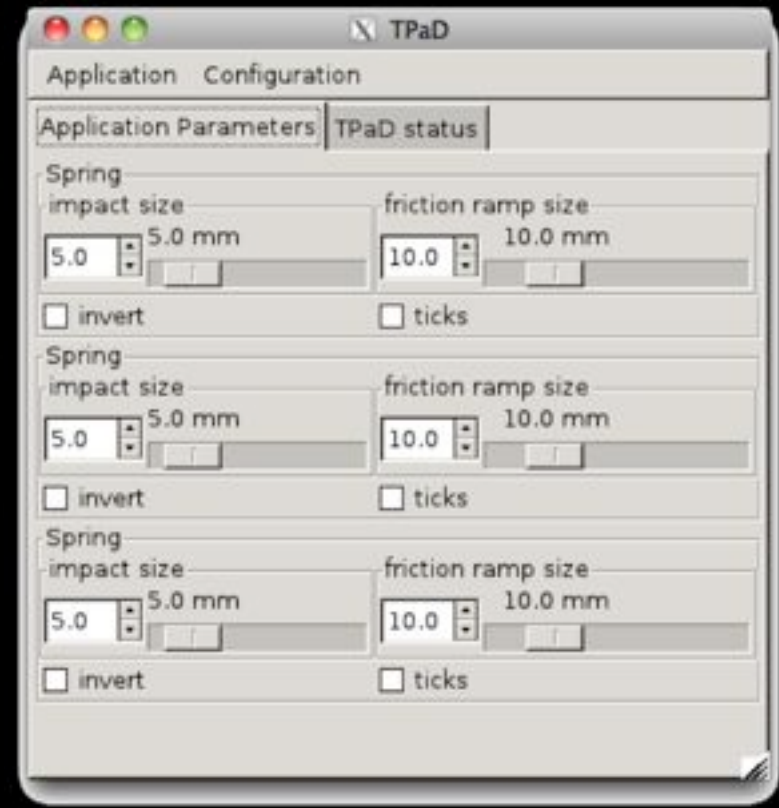 TPaD
Application Configuration
Application Parameters TPaD status
Spring
impact size friction ramp size
5.0 5.0 mm 10.0 10.0 mm
invert ticks
Spring
impact size friction ramp size
5.0 5.0 mm 10.0 10.0 mm
invert ticks
Spring
impact size friction ramp size
5.0 5.0 mm 10.0 10.0 mm
invert ticks